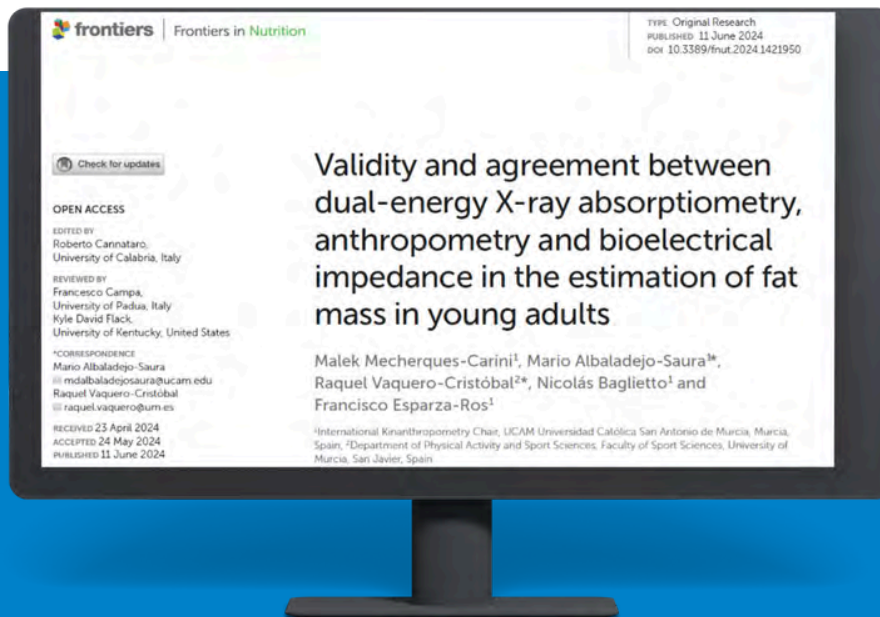 frontiers | Frontiers in Nutrition
TYPE Original Research
PUBLISHED 11 June 2024
DOI 10.3389/fnut.2024.1421950
Check for updates
OPEN ACCESS
EDITED BY
Roberto Cannataro,
University of Calabria, Italy
REVIEWED BY
Francesco Campa,
University of Padua, Italy
Kyle David Flack,
University of Kentucky, United States
*CORRESPONDENCE
Mario Albaladejo-Saura
mdalbaladejosaura@ucam.edu
Raquel Vaquero-Cristóbal
raquel.vaquero@um.es
RECEIVED 23 April 2024
ACCEPTED 24 May 2024
PUBLISHED 11 June 2024
Validity and agreement between
dual-energy X-ray absorptiometry,
anthropometry and bioelectrical
impedance in the estimation of fat
mass in young adults
Malek Mecherques-Carini¹, Mario Albaladejo-Saura¹*,
Raquel Vaquero-Cristóbal²*, Nicolás Baglietto¹ and
Francisco Esparza-Ros¹
¹International Kinanthropometry Chair, UCAM Universidad Católica San Antonio de Murcia, Murcia,
Spain, ²Department of Physical Activity and Sport Sciences, Faculty of Sport Sciences, University of
Murcia, San Javier, Spain